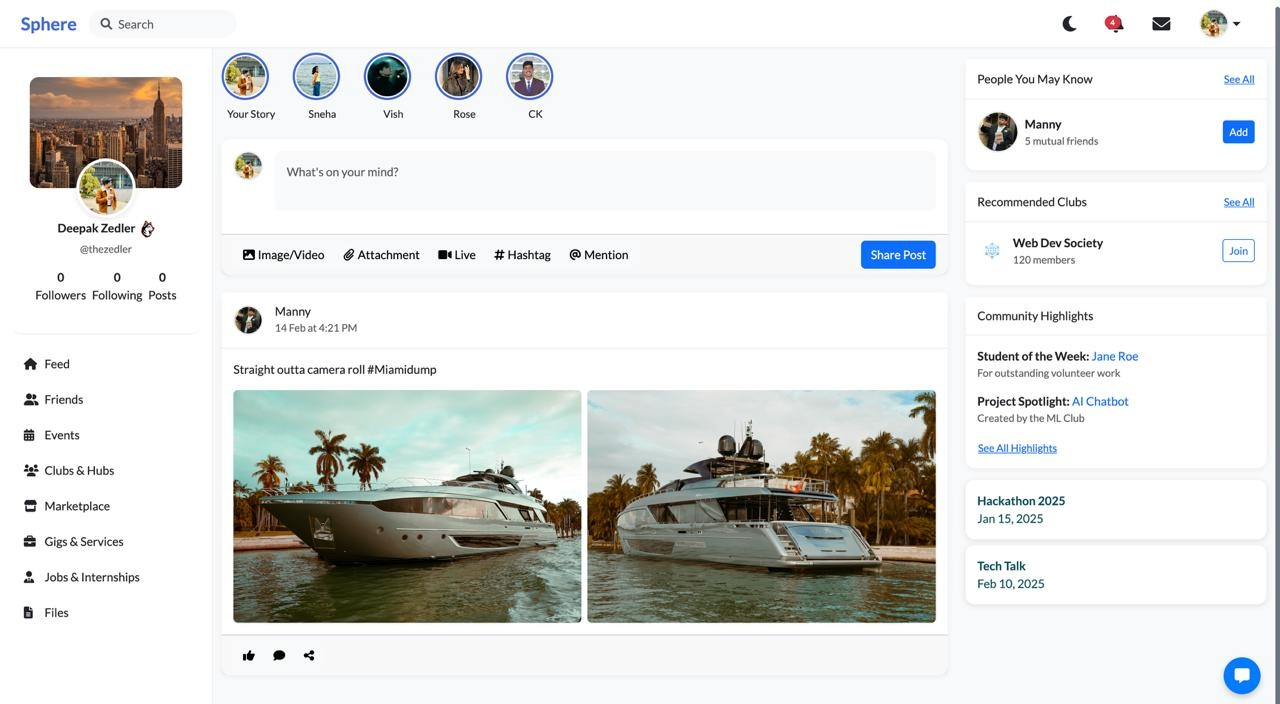 Sphere
Search
4
Deepak Zedler
@thezedler
0 0 0
Followers Following Posts
Feed
Friends
Events
Clubs & Hubs
Marketplace
Gigs & Services
Jobs & Internships
Files
Your Story
Sneha
Vish
Rose
CK
What's on your mind?
Image/Video
Attachment
Live
Hashtag
Mention
Share Post
Manny
14 Feb at 4:21 PM
Straight outta camera roll #Miamidump
People You May Know
See All
Manny
5 mutual friends
Add
Recommended Clubs
See All
Web Dev Society
120 members
Join
Community Highlights
Student of the Week: Jane Roe
For outstanding volunteer work
Project Spotlight: AI Chatbot
Created by the ML Club
See All Highlights
Hackathon 2025
Jan 15, 2025
Tech Talk
Feb 10, 2025